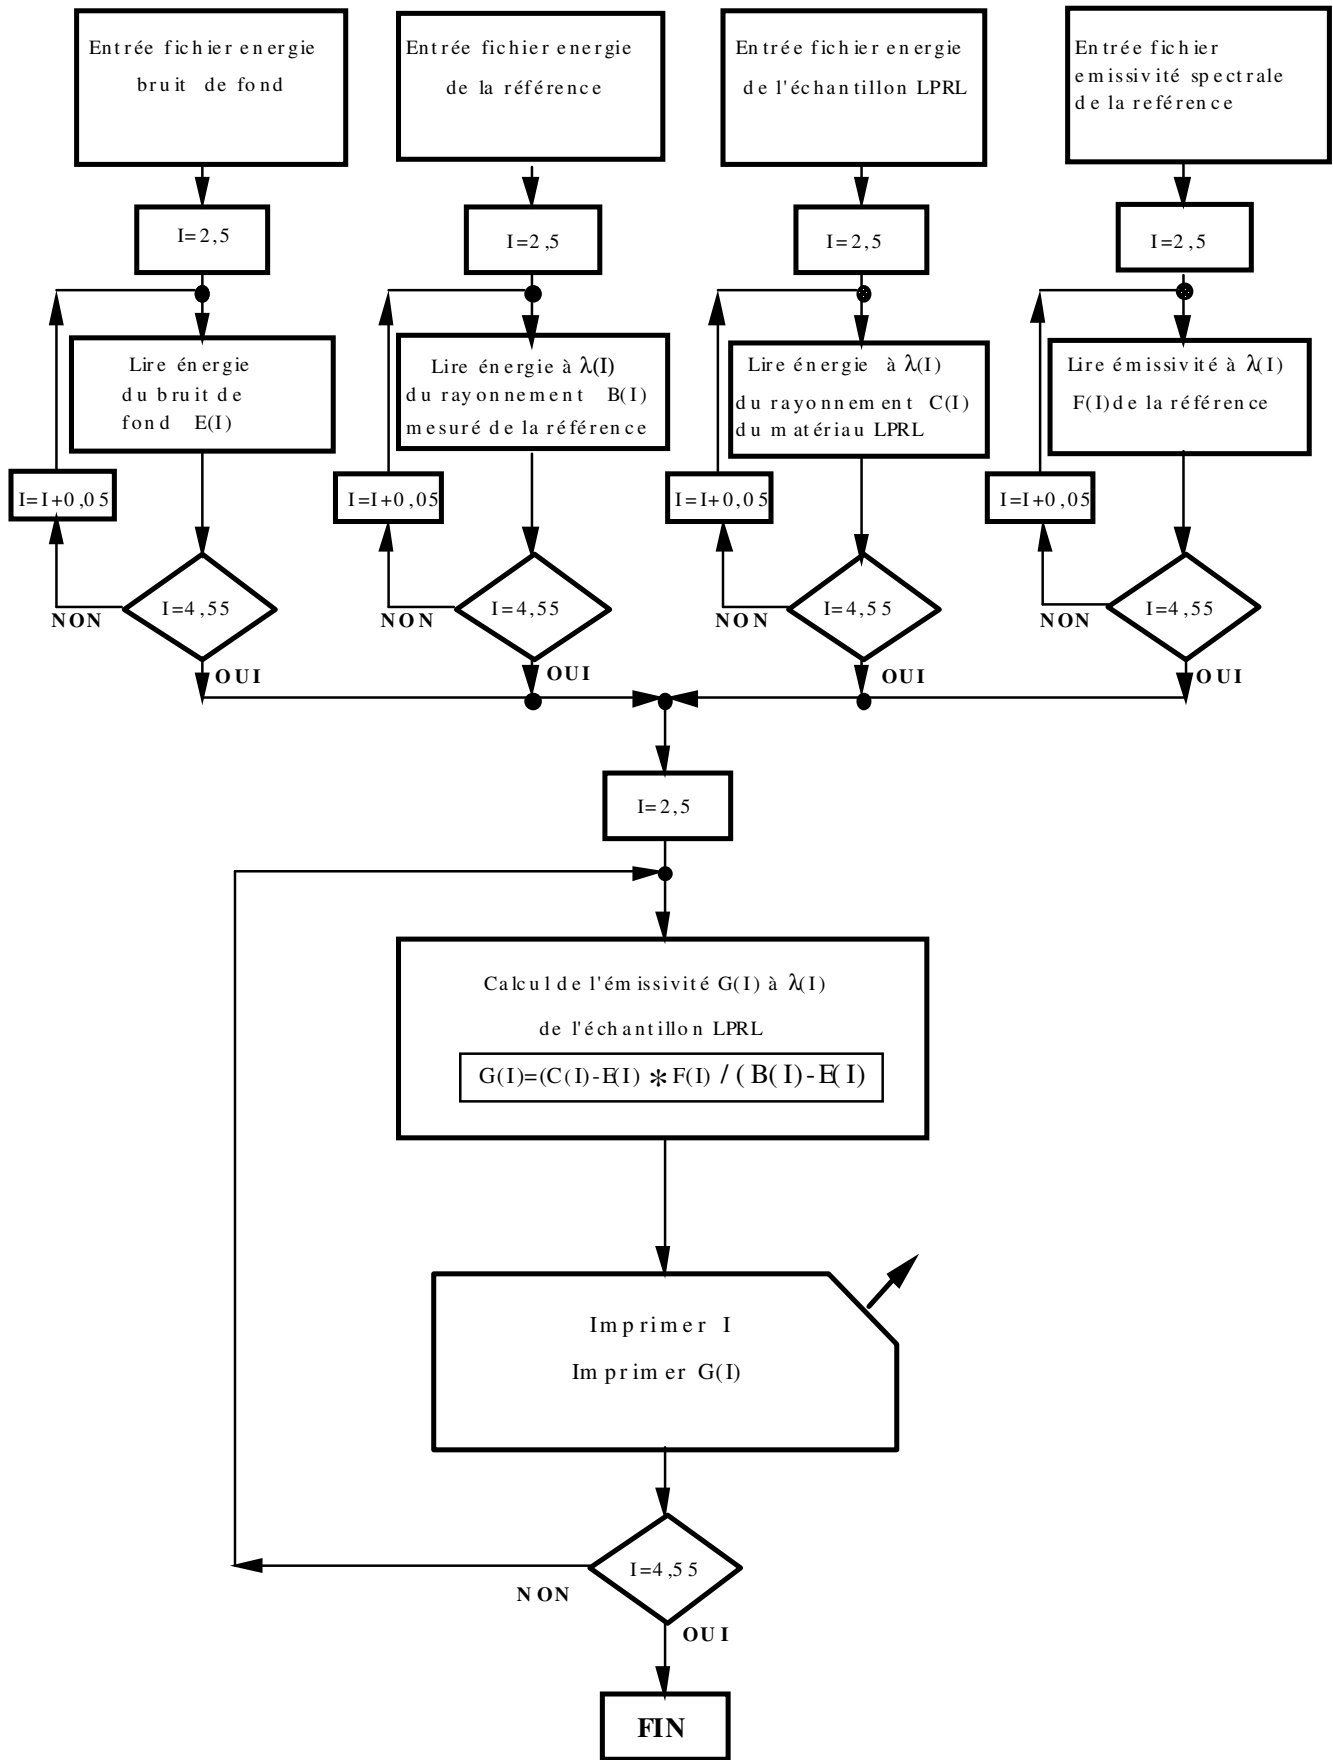 Entrée fichier energie
bruit de fond
Entrée fichier energie
de la référence
Entrée fichier energie
de l'échantillon LPRL
Entrée fichier
emissivité spectrale
de la reférence
I=2,5
I=2,5
I=2,5
I=2,5
Lire énergie
du bruit de
fond E(I)
Lire énergie à λ(I)
du rayonnement B(I)
mesuré de la référence
Lire énergie à λ(I)
du rayonnement C(I)
du matériau LPRL
Lire émissivité à λ(I)
F(I) de la référence
I=I+0,05
I=I+0,05
I=I+0,05
I=I+0,05
I=4,55
NON
OUI
I=4,55
NON
OUI
I=4,55
NON
OUI
I=4,55
NON
OUI
I=2,5
Calcul de l'émissivité G(I) à λ(I)
de l'échantillon LPRL
G(I)=(C(I)-E(I) * F(I) / (B(I)-E(I)
Imprimer I
Imprimer G(I)
I=4,55
NON
OUI
FIN